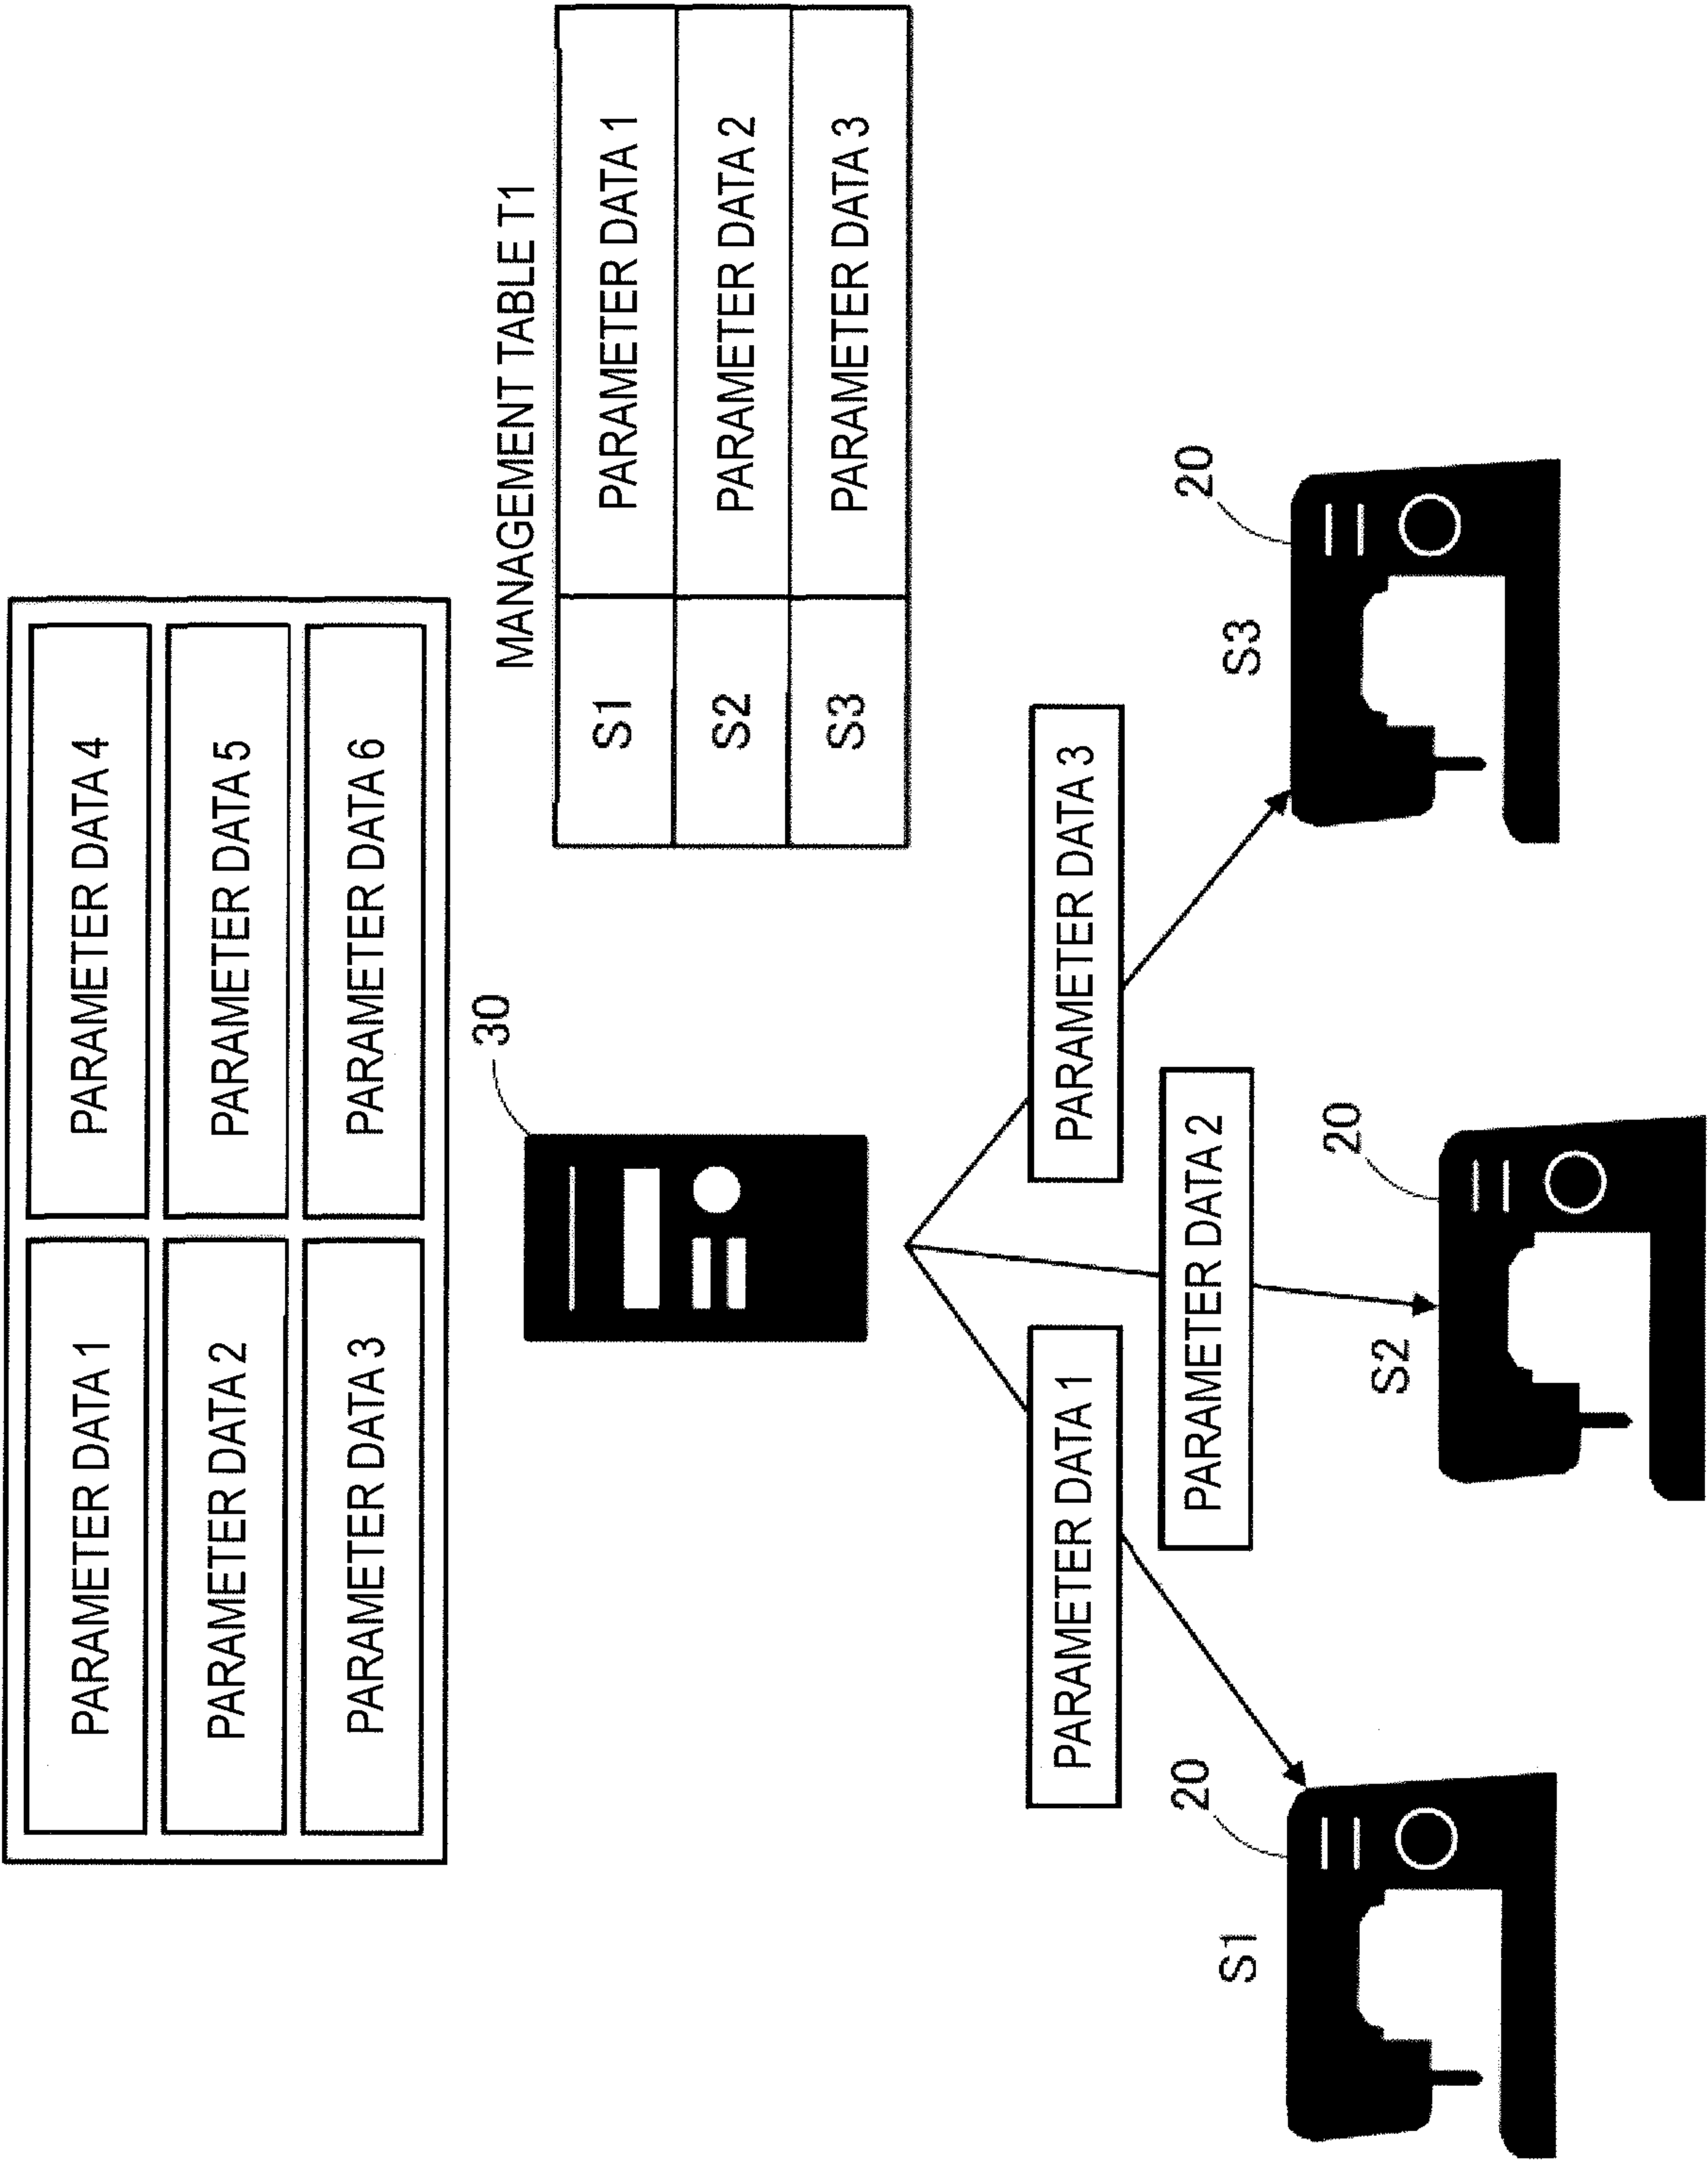 PARAMETER DATA 1
PARAMETER DATA 4
PARAMETER DATA 2
PARAMETER DATA 5
PARAMETER DATA 3
PARAMETER DATA 6
30
MANAGEMENT TABLE T1
S1 PARAMETER DATA 1
S2 PARAMETER DATA 2
S3 PARAMETER DATA 3
PARAMETER DATA 1
PARAMETER DATA 3
PARAMETER DATA 2
20
S1
20
S2
20
S3